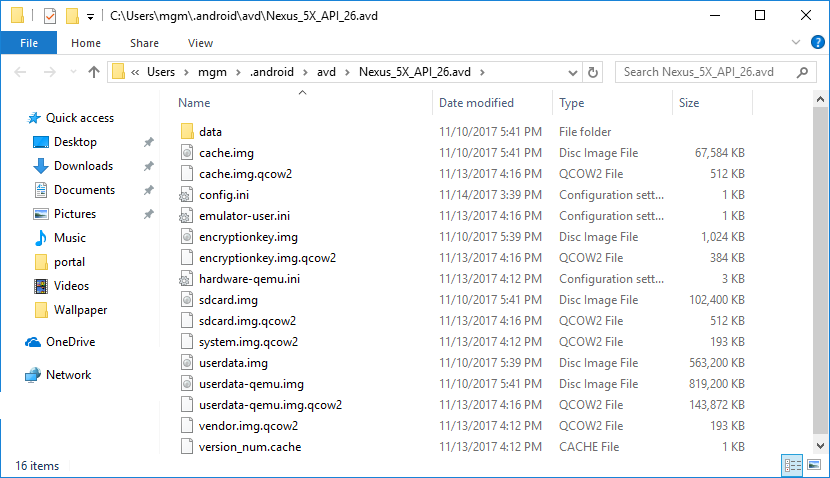 C:\Users\mgm\.android\avd\Nexus_5X_API_26.avd
File Home Share View
« Users > mgm > .android > avd > Nexus_5X_API_26.avd >
Search Nexus_5X_API_26.avd
Quick access
Desktop
Downloads
Documents
Pictures
Music
portal
Videos
Wallpaper
OneDrive
Network
Name Date modified Type Size
data 11/10/2017 5:41 PM File folder
cache.img 11/10/2017 5:41 PM Disc Image File 67,584 KB
cache.img.qcow2 11/13/2017 4:16 PM QCOW2 File 512 KB
config.ini 11/14/2017 3:39 PM Configuration sett... 1 KB
emulator-user.ini 11/13/2017 4:16 PM Configuration sett... 1 KB
encryptionkey.img 11/10/2017 5:39 PM Disc Image File 1,024 KB
encryptionkey.img.qcow2 11/13/2017 4:16 PM QCOW2 File 384 KB
hardware-qemu.ini 11/13/2017 4:12 PM Configuration sett... 3 KB
sdcard.img 11/10/2017 5:41 PM Disc Image File 102,400 KB
sdcard.img.qcow2 11/13/2017 4:16 PM QCOW2 File 512 KB
system.img.qcow2 11/13/2017 4:12 PM QCOW2 File 193 KB
userdata.img 11/10/2017 5:39 PM Disc Image File 563,200 KB
userdata-qemu.img 11/10/2017 5:41 PM Disc Image File 819,200 KB
userdata-qemu.img.qcow2 11/13/2017 4:16 PM QCOW2 File 143,872 KB
vendor.img.qcow2 11/13/2017 4:12 PM QCOW2 File 193 KB
version_num.cache 11/13/2017 4:12 PM CACHE File 1 KB
16 items